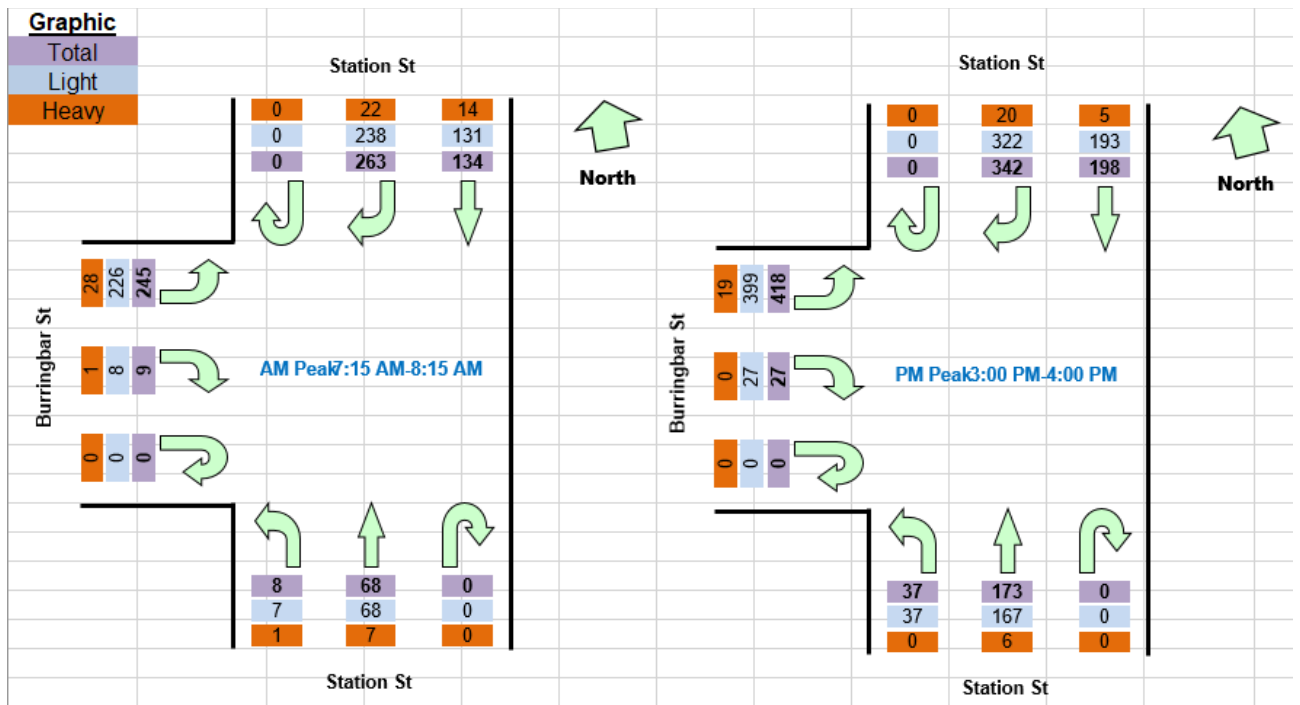 Graphic
Total
Light
Heavy
Station St
0 22 14
0 238 131
0 263 134
North
28 226 245
1 8 9
0 0 0
Burringbar St
AM Peak7:15 AM-8:15 AM
8 68 0
7 68 0
1 7 0
Station St
Station St
0 20 5
0 322 193
0 342 198
North
19 399 418
0 27 27
0 0 0
Burringbar St
PM Peak3:00 PM-4:00 PM
37 173 0
37 167 0
0 6 0
Station St